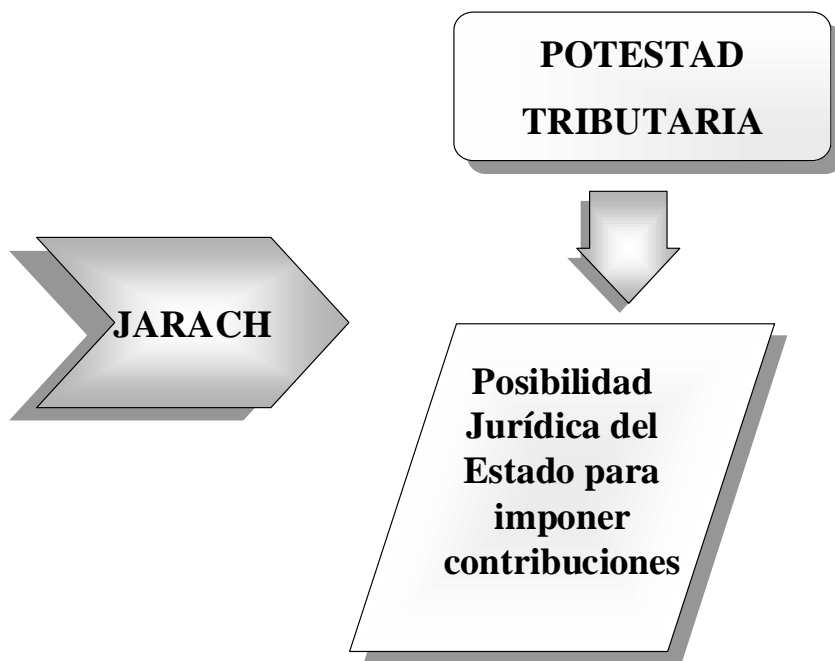 POTESTAD
TRIBUTARIA
JARACH
Posibilidad
Jurídica del
Estado para
imponer
contribuciones